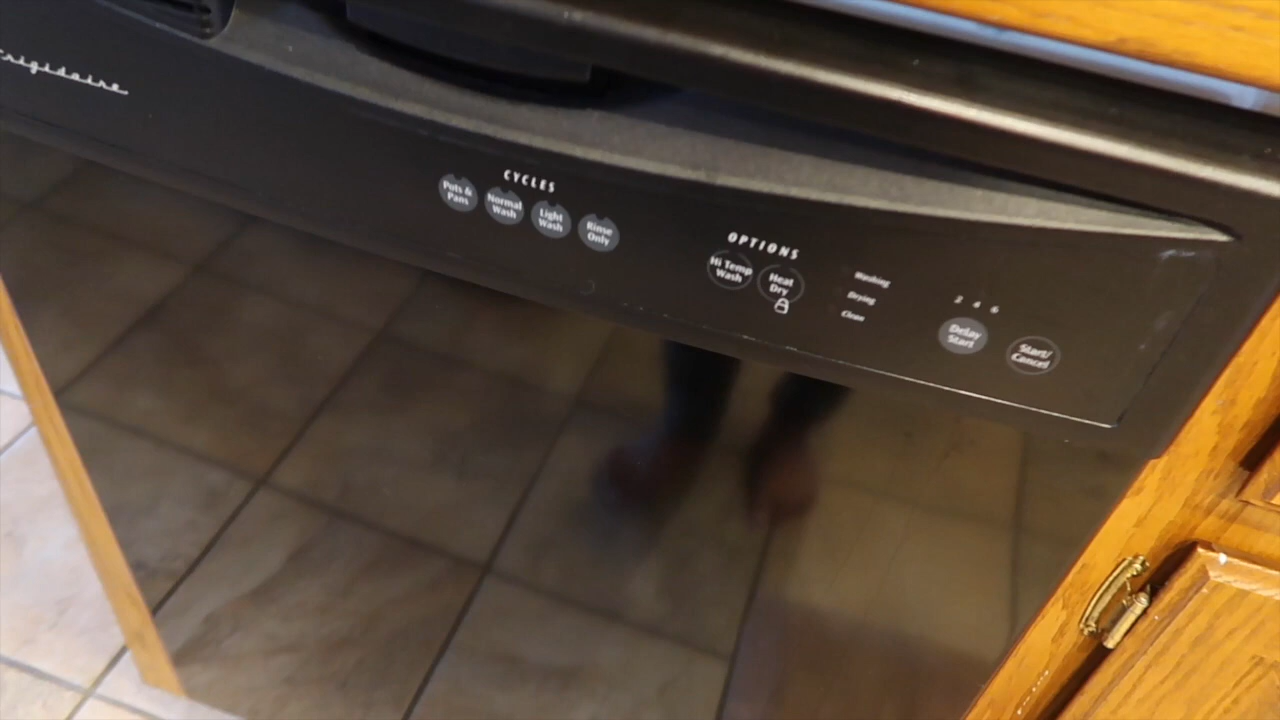 Frigidaire
CYCLES
Pots &
Pans
Normal
Wash
Light
Wash
Rinse
Only
OPTIONS
Hi Temp
Wash
Heat
Dry
Washing
Drying
Clean
2 4 6
Delay
Start
Start/
Cancel